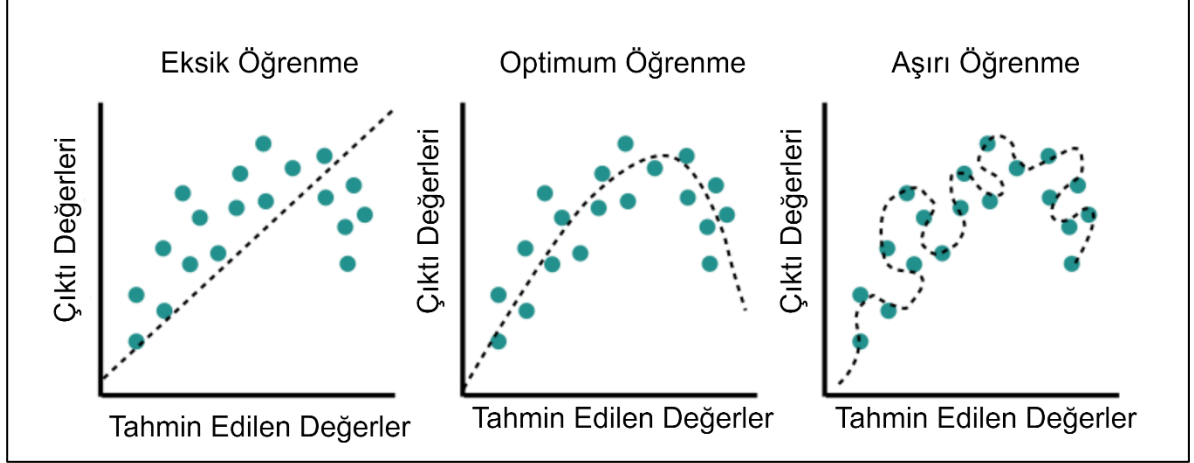 Eksik Öğrenme
Optimum Öğrenme
Aşırı Öğrenme
Çıktı Değerleri
Çıktı Değerleri
Çıktı Değerleri
Tahmin Edilen Değerler
Tahmin Edilen Değerler
Tahmin Edilen Değerler